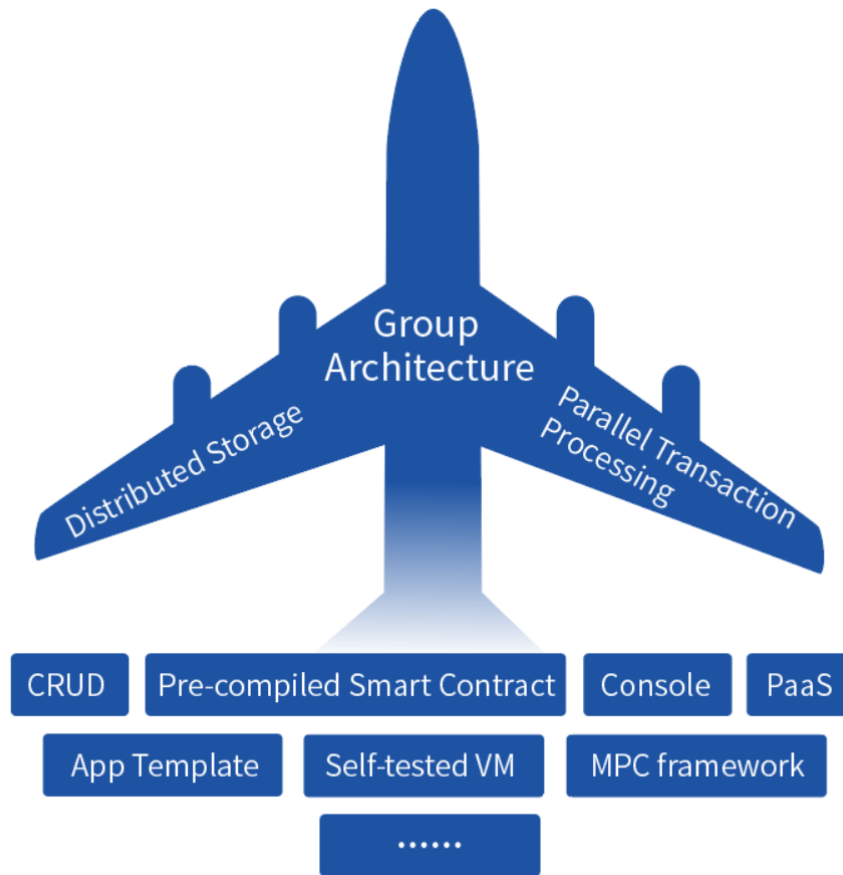 Group
Architecture
Distributed Storage
Parallel Transaction
Processing
CRUD
Pre-compiled Smart Contract
Console
PaaS
App Template
Self-tested VM
MPC framework
······